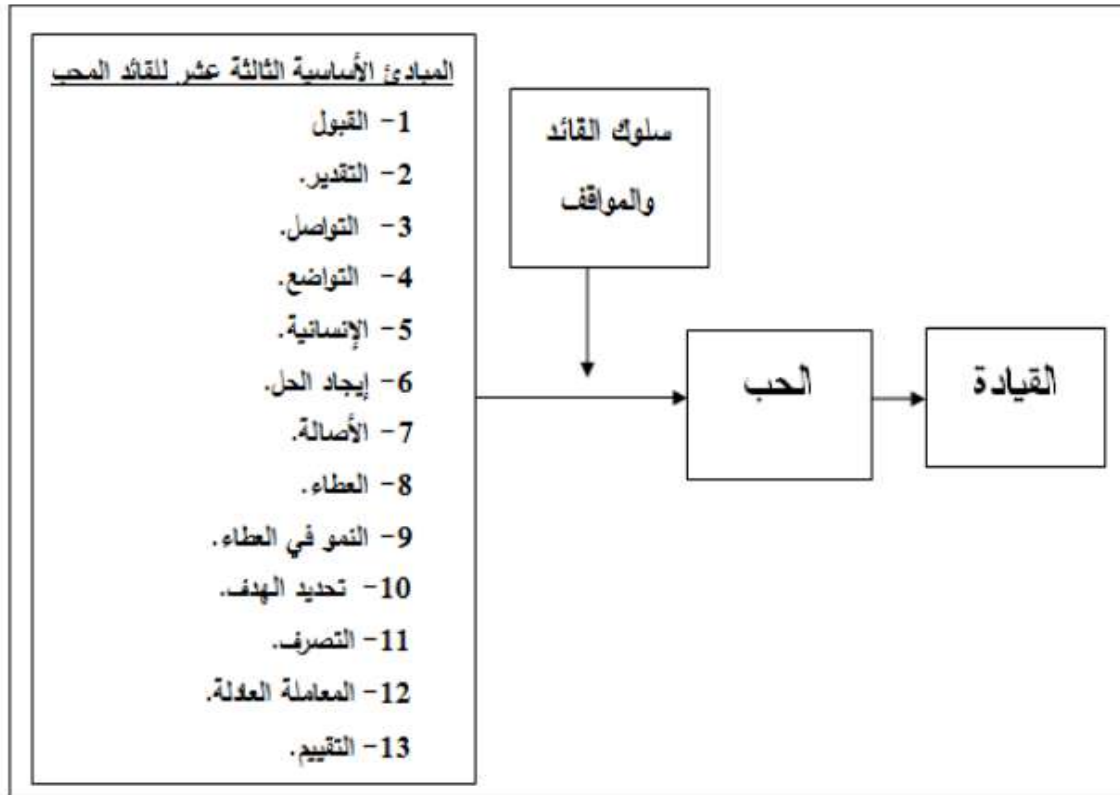 المبادئ الأساسية الثالثة عشر للقائد المحب
1- القبول
2- التقدير.
3- التواصل.
4- التواضع.
5- الإنسانية.
6- إيجاد الحل.
7- الأصالة.
8- العطاء.
9- النمو في العطاء.
10- تحديد الهدف.
11- التصرف.
12- المعاملة العادلة.
13- التقييم.
سلوك القائد
والمواقف
الحب
القيادة